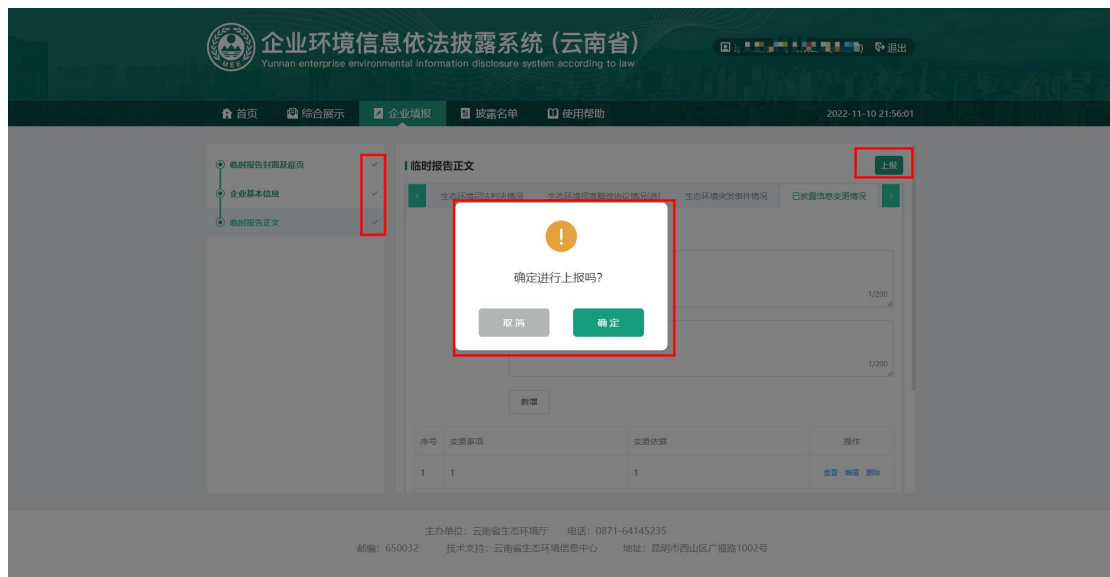 企业环境信息依法披露系统 (云南省)
Yunnan enterprise environmental information disclosure system according to law
MEE
退出
首页 综合展示 企业填报 披露名单 使用帮助 2022-11-10 21:56:01
临时报告封面及扉页
企业基本信息
临时报告正文
临时报告正文 上报
生态环境司法判决情况 生态环境损害赔偿协议情况(表) 生态环境突发事件情况 已披露信息变更情况
确定进行上报吗?
取消 确定
1/200
1/200
新增
序号 变更事项 变更依据 操作
1 1 1 查看 编辑 删除
主办单位：云南省生态环境厅 电话：0871-64145235
邮编：650032 技术支持：云南省生态环境信息中心 地址：昆明市西山区广福路1002号